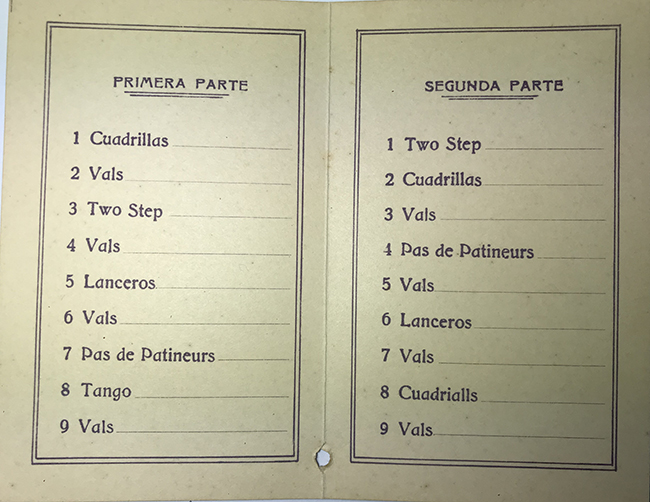 PRIMERA PARTE
1 Cuadrillas
2 Vals
3 Two Step
4 Vals
5 Lanceros
6 Vals
7 Pas de Patineurs
8 Tango
9 Vals
SEGUNDA PARTE
1 Two Step
2 Cuadrillas
3 Vals
4 Pas de Patineurs
5 Vals
6 Lanceros
7 Vals
8 Cuadrialls
9 Vals